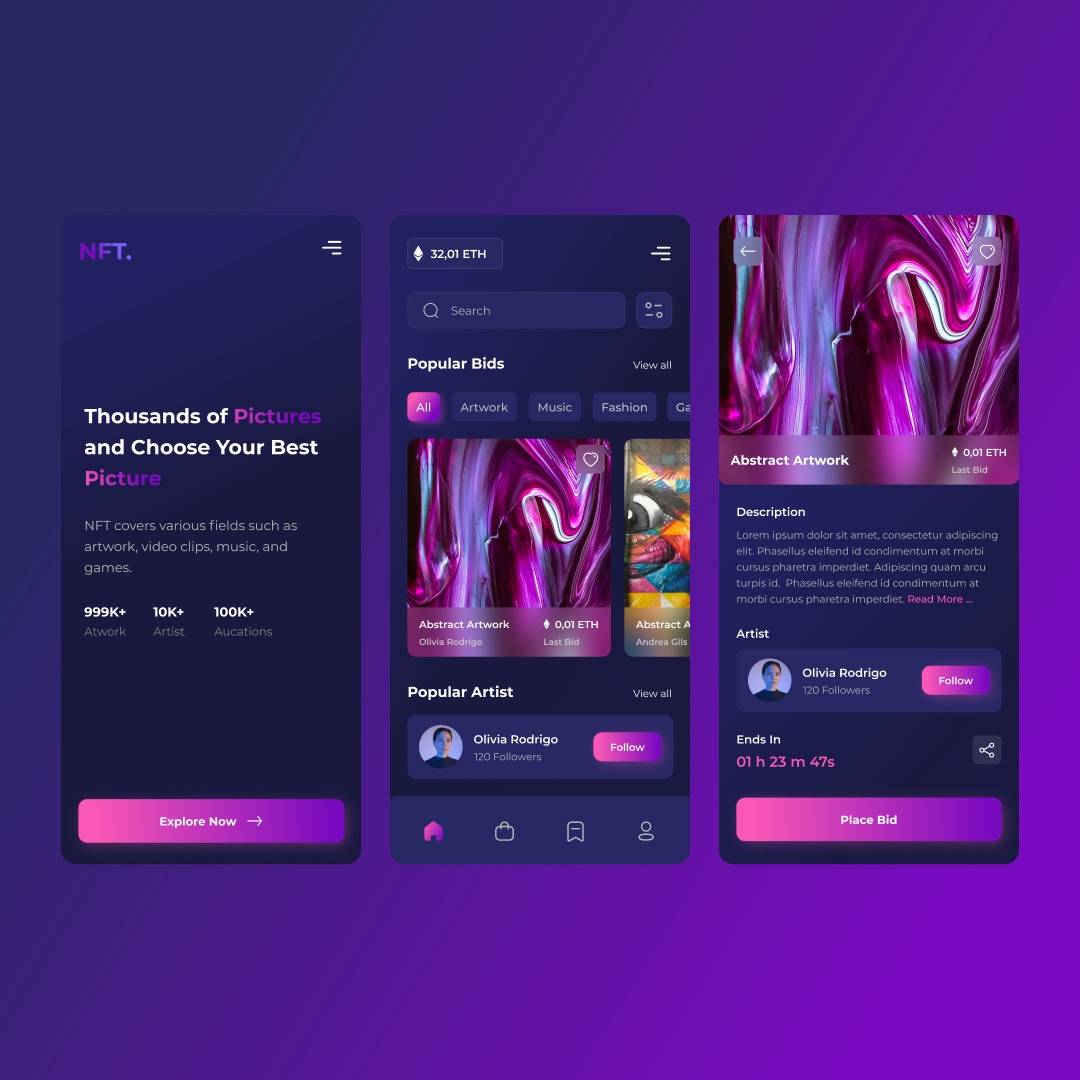 NFT.
Thousands of Pictures
and Choose Your Best
Picture
NFT covers various fields such as
artwork, video clips, music, and
games.
999K+ 10K+ 100K+
Atwork Artist Aucations
Explore Now
32,01 ETH
Search
Popular Bids View all
All Artwork Music Fashion Ga
Abstract Artwork 0,01 ETH
Olivia Rodrigo Last Bid
Abstract A
Andrea Gils
Popular Artist View all
Olivia Rodrigo
120 Followers
Follow
Abstract Artwork 0,01 ETH
Last Bid
Description
Lorem ipsum dolor sit amet, consectetur adipiscing
elit. Phasellus eleifend id condimentum at morbi
cursus pharetra imperdiet. Adipiscing quam arcu
turpis id. Phasellus eleifend id condimentum at
morbi cursus pharetra imperdiet. Read More ...
Artist
Olivia Rodrigo
120 Followers
Follow
Ends In
01 h 23 m 47s
Place Bid